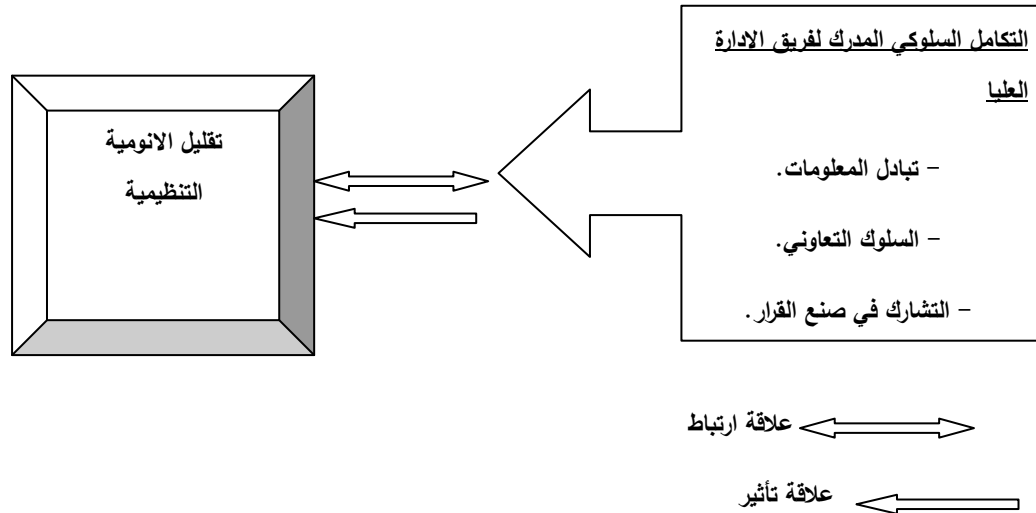 التكامل السلوكي المدرك لفريق الادارة
العليا
– تبادل المعلومات.
– السلوك التعاوني.
– التشارك في صنع القرار.
تقليل الانومية
التنظيمية
علاقة ارتباط
علاقة تأثير